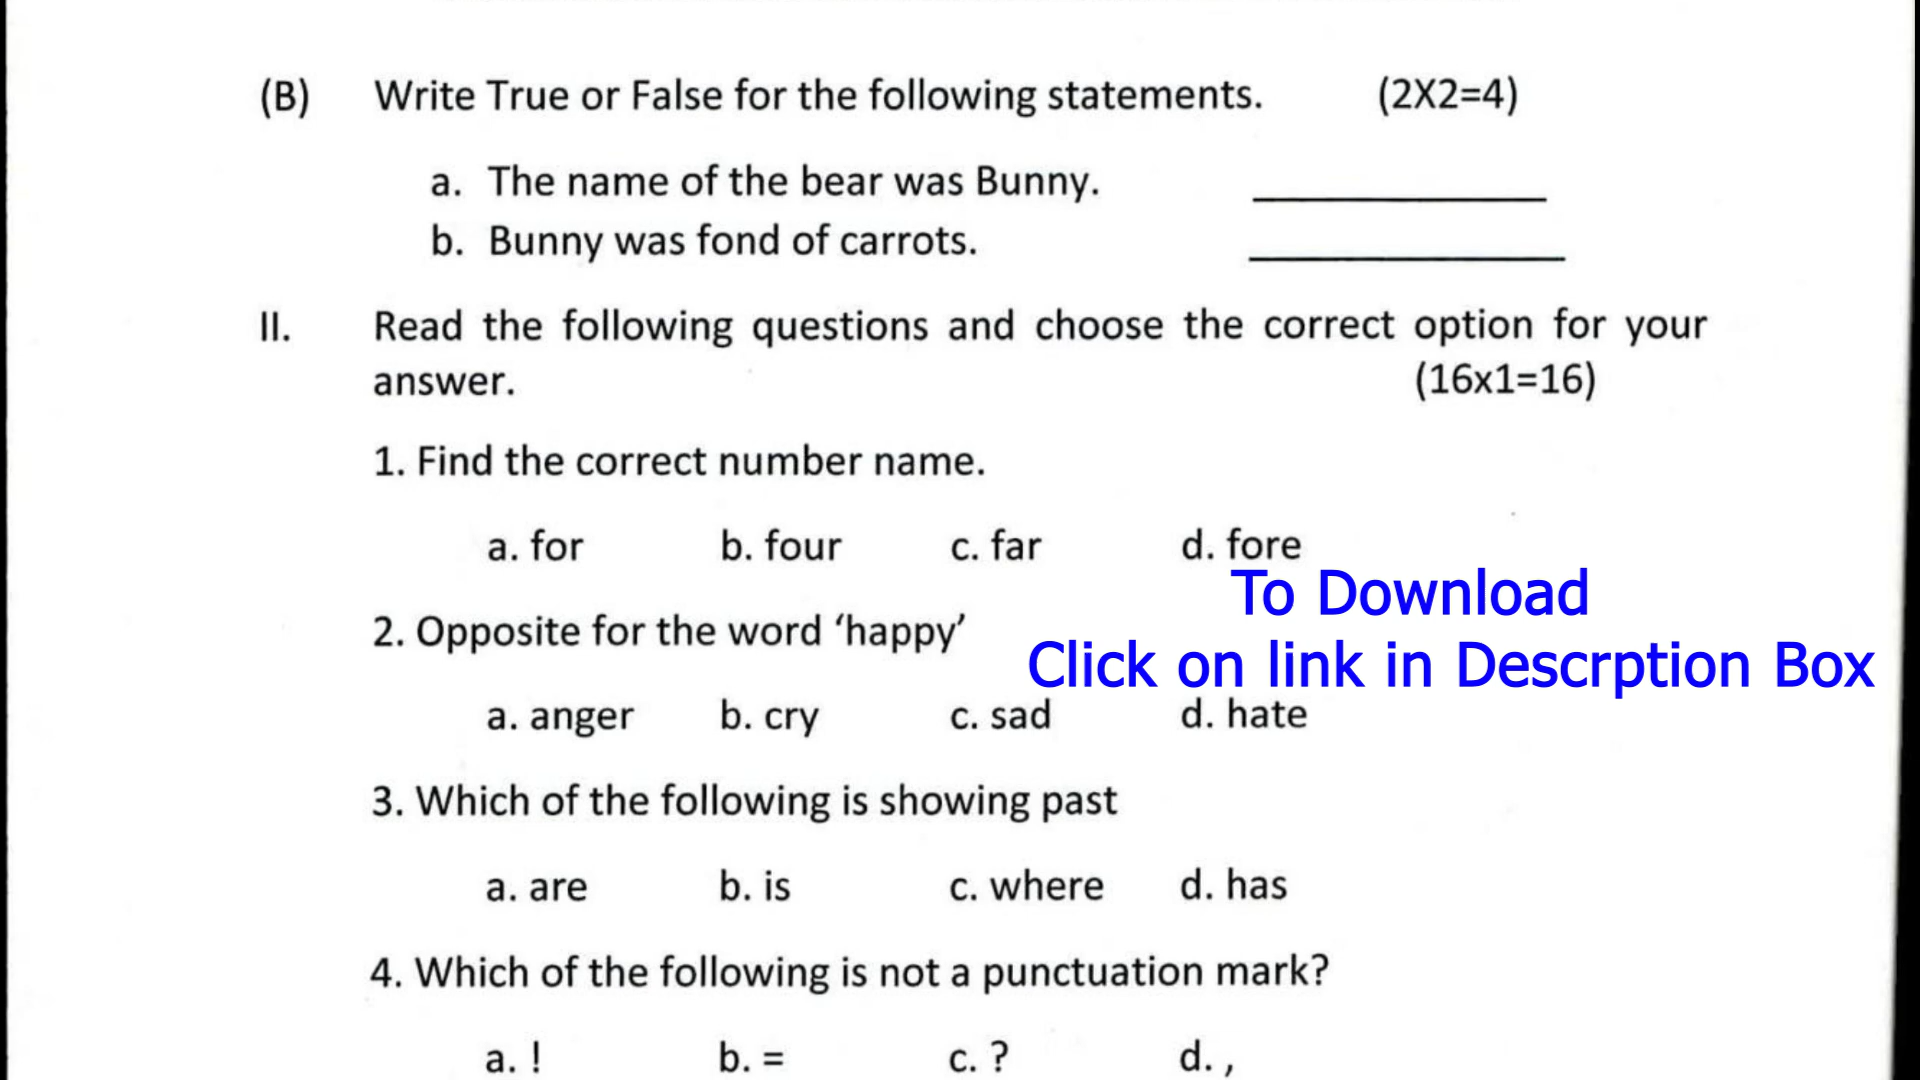 (B) Write True or False for the following statements. (2X2=4)
a. The name of the bear was Bunny.
b. Bunny was fond of carrots.
II. Read the following questions and choose the correct option for your
answer. (16x1=16)
1. Find the correct number name.
a. for b. four c. far d. fore
To Download
2. Opposite for the word ‘happy’
Click on link in Descrption Box
a. anger b. cry c. sad d. hate
3. Which of the following is showing past
a. are b. is c. where d. has
4. Which of the following is not a punctuation mark?
a. ! b. = c. ? d. ,